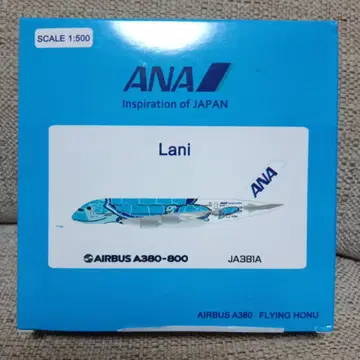 SCALE 1:500
ANA
Inspiration of JAPAN
Lani
ANA
AIRBUS A380-800 JA381A
AIRBUS A380 FLYING HONU